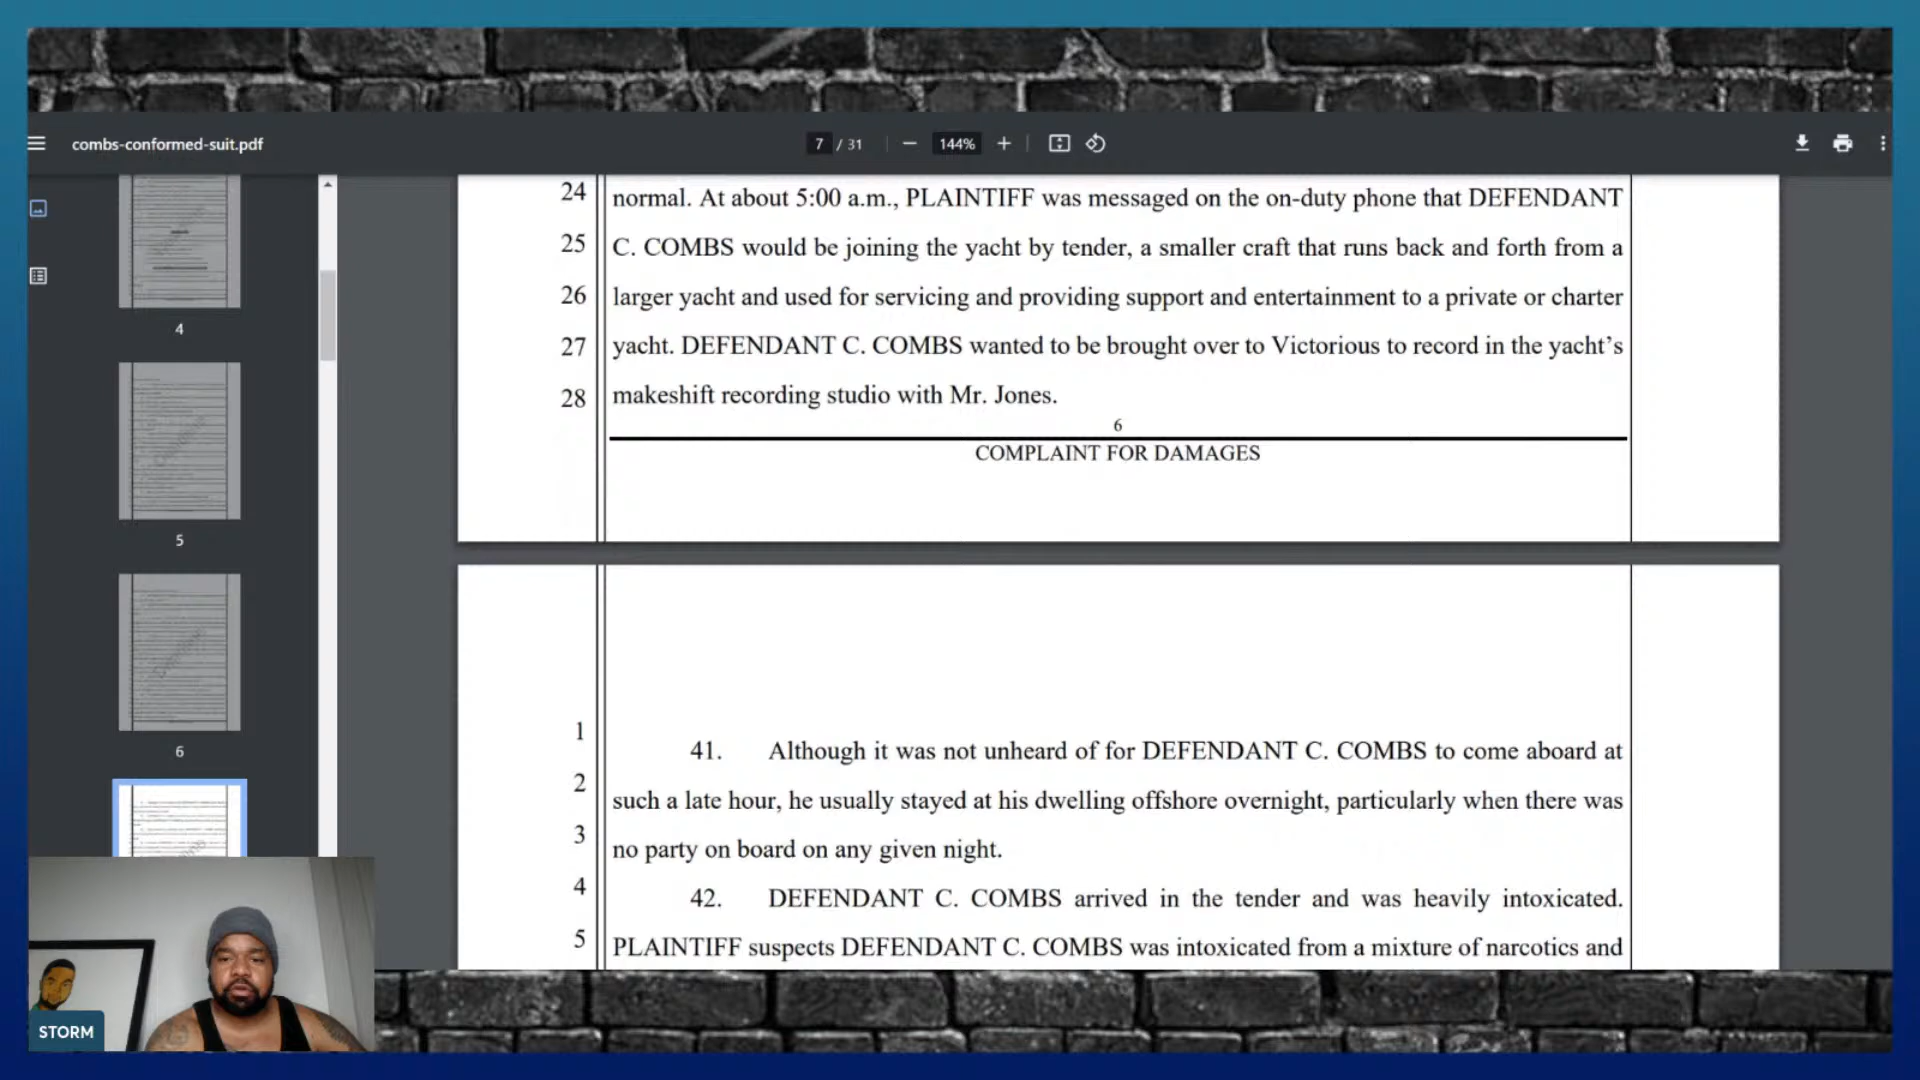 combs-conformed-suit.pdf
7 / 31
144%
4
5
6
24 normal. At about 5:00 a.m., PLAINTIFF was messaged on the on-duty phone that DEFENDANT
25 C. COMBS would be joining the yacht by tender, a smaller craft that runs back and forth from a
26 larger yacht and used for servicing and providing support and entertainment to a private or charter
27 yacht. DEFENDANT C. COMBS wanted to be brought over to Victorious to record in the yacht’s
28 makeshift recording studio with Mr. Jones.
6
COMPLAINT FOR DAMAGES
1 41. Although it was not unheard of for DEFENDANT C. COMBS to come aboard at
2 such a late hour, he usually stayed at his dwelling offshore overnight, particularly when there was
3 no party on board on any given night.
4 42. DEFENDANT C. COMBS arrived in the tender and was heavily intoxicated.
5 PLAINTIFF suspects DEFENDANT C. COMBS was intoxicated from a mixture of narcotics and
STORM